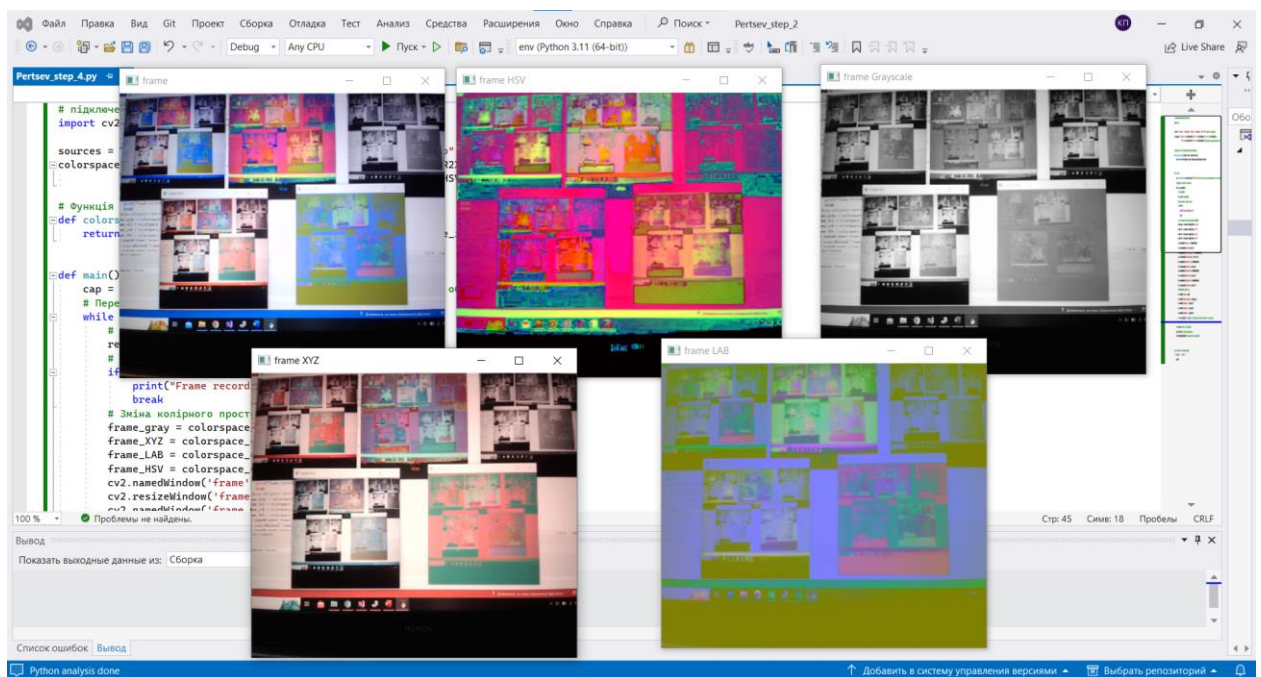 Файл Правка Вид Git Проект Сборка Отладка Тест Анализ Средства Расширения Окно Справка Поиск Pertsev_step_2 КП
Debug Any CPU Пуск env (Python 3.11 (64-bit)) Live Share
Pertsev_step_4.py
frame
frame HSV
frame Grayscale
# підключе
import cv2
sources =
colorspace
# Функція
def colors
return
def main()
cap =
# Пере
while
#
re
#
if
print("Frame record
break
# Зміна колірного прост
frame_gray = colorspace
frame_XYZ = colorspace_
frame_LAB = colorspace_
frame_HSV = colorspace_
cv2.namedWindow('frame'
cv2.resizeWindow('frame
cv2.namedWindow('frame
frame XYZ
frame LAB
100 % Проблемы не найдены. Стр: 45 Симв: 18 Пробелы CRLF
Вывод
Показать выходные данные из: Сборка
Список ошибок Вывод
Python analysis done Добавить в систему управления версиями Выбрать репозиторий